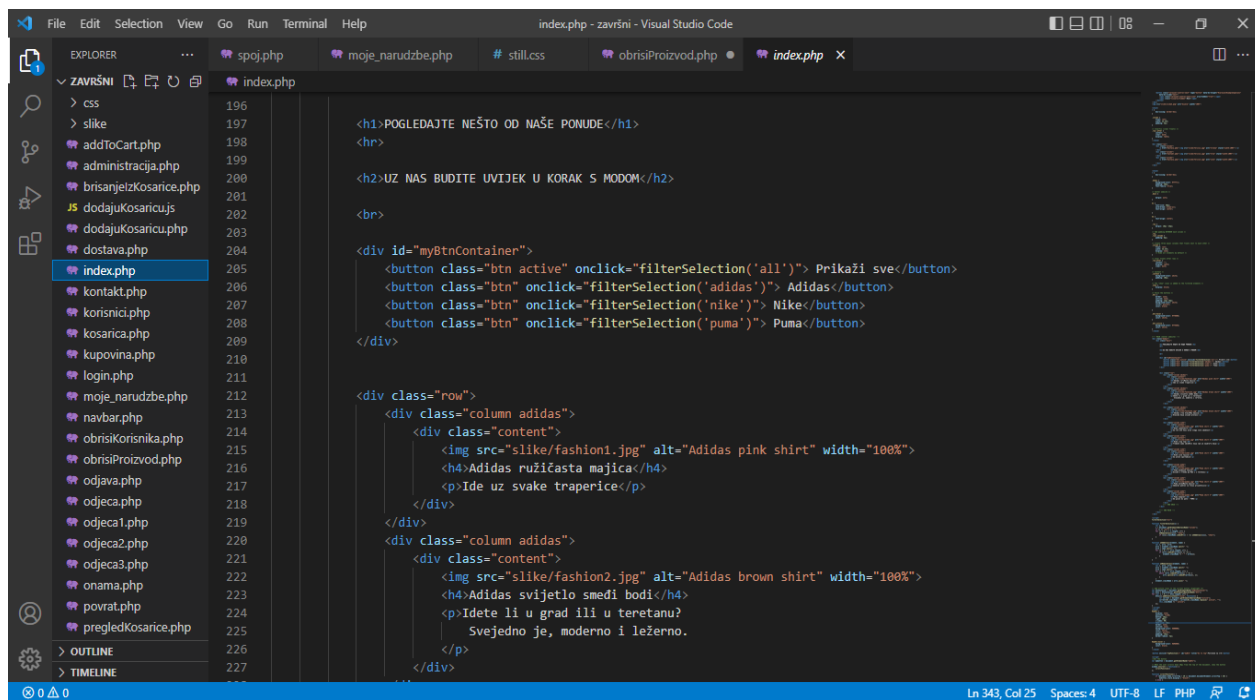 File Edit Selection View Go Run Terminal Help
index.php - završni - Visual Studio Code
EXPLORER
spoj.php
moje_narudzbe.php
# still.css
obrisiProizvod.php
index.php
ZAVRŠNI
index.php
css
slike
addToCart.php
administracija.php
brisanjeIzKosarice.php
JS dodajuKosaricu.js
dodajuKosaricu.php
dostava.php
index.php
kontakt.php
korisnici.php
kosarica.php
kupovina.php
login.php
moje_narudzbe.php
navbar.php
obrisiKorisnika.php
obrisiProizvod.php
odjava.php
odjeca.php
odjeca1.php
odjeca2.php
odjeca3.php
onama.php
povrat.php
pregledKosarice.php
OUTLINE
TIMELINE
196
197 <h1>POGLEDAJTE NEŠTO OD NAŠE PONUDE</h1>
198 <hr>
199
200 <h2>UZ NAS BUDITE UVIJEK U KORAK S MODOM</h2>
201
202 <br>
203
204 <div id="myBtnContainer">
205 <button class="btn active" onclick="filterSelection('all')"> Prikaži sve</button>
206 <button class="btn" onclick="filterSelection('adidas')"> Adidas</button>
207 <button class="btn" onclick="filterSelection('nike')"> Nike</button>
208 <button class="btn" onclick="filterSelection('puma')"> Puma</button>
209 </div>
210
211
212 <div class="row">
213 <div class="column adidas">
214 <div class="content">
215 <img src="slike/fashion1.jpg" alt="Adidas pink shirt" width="100%">
216 <h4>Adidas ružičasta majica</h4>
217 <p>Ide uz svake traperice</p>
218 </div>
219 </div>
220 <div class="column adidas">
221 <div class="content">
222 <img src="slike/fashion2.jpg" alt="Adidas brown shirt" width="100%">
223 <h4>Adidas svijetlo smeđi bodi</h4>
224 <p>Idete li u grad ili u teretanu?
225 Svejedno je, moderno i ležerno.
226 </p>
227 </div>
1
0 0
Ln 343, Col 25 Spaces: 4 UTF-8 LF PHP